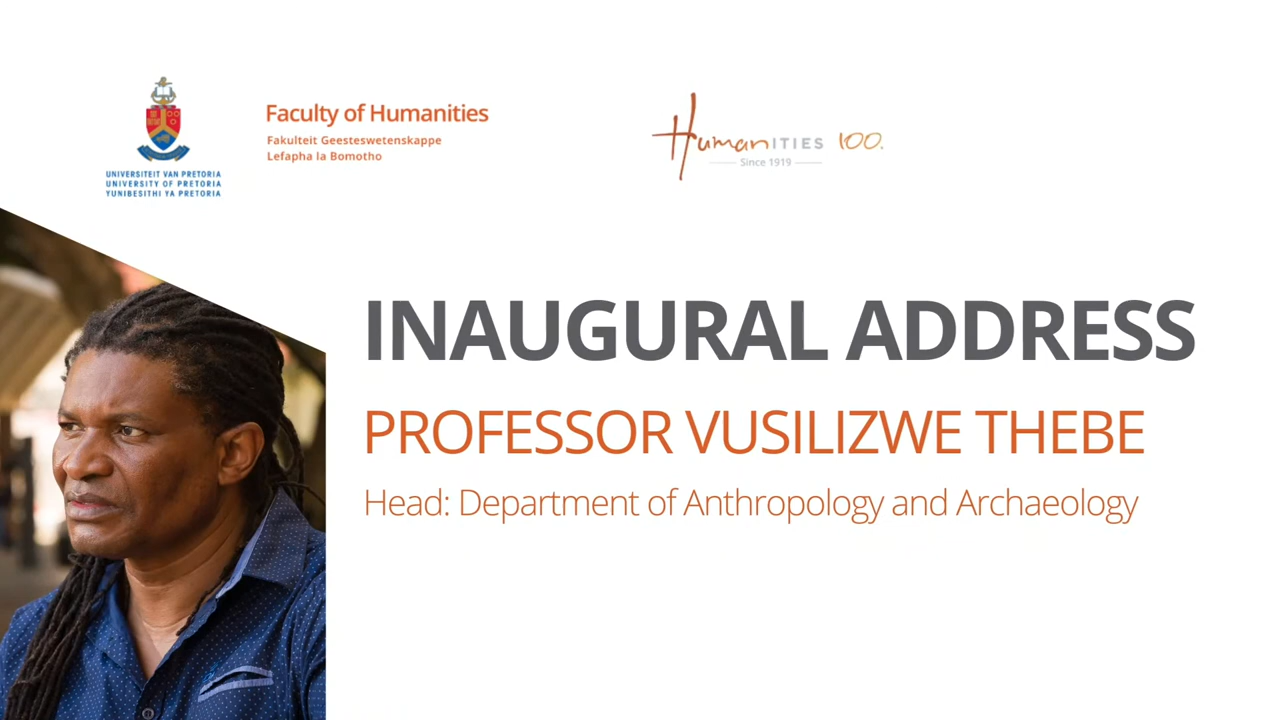 Faculty of Humanities
Fakulteit Geesteswetenskappe
Lefapha la Bomotho
UNIVERSITEIT VAN PRETORIA
UNIVERSITY OF PRETORIA
YUNIBESITHI YA PRETORIA
HumanITIES 100.
Since 1919
INAUGURAL ADDRESS
PROFESSOR VUSILIZWE THEBE
Head: Department of Anthropology and Archaeology